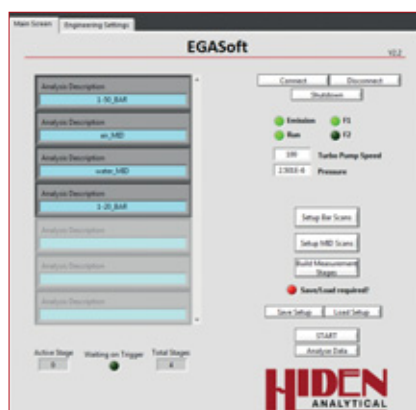 Main Screen
Engineering Settings
EGASoft
V2.2
Analysis Description
1-50_BAR
Analysis Description
air_MID
Analysis Description
water_MID
Analysis Description
1-20_BAR
Analysis Description
Analysis Description
Analysis Description
Active Stage
0
Waiting on Trigger
Total Stages
4
Connect
Disconnect
Shutdown
Emission
F1
Run
F2
100
Turbo Pump Speed
Pressure
Setup Bar Scans
Setup MID Scans
Build Measurement
Stages
Save/Load required?
Save Setup
Load Setup
START
Analyse Data
HIDEN
ANALYTICAL